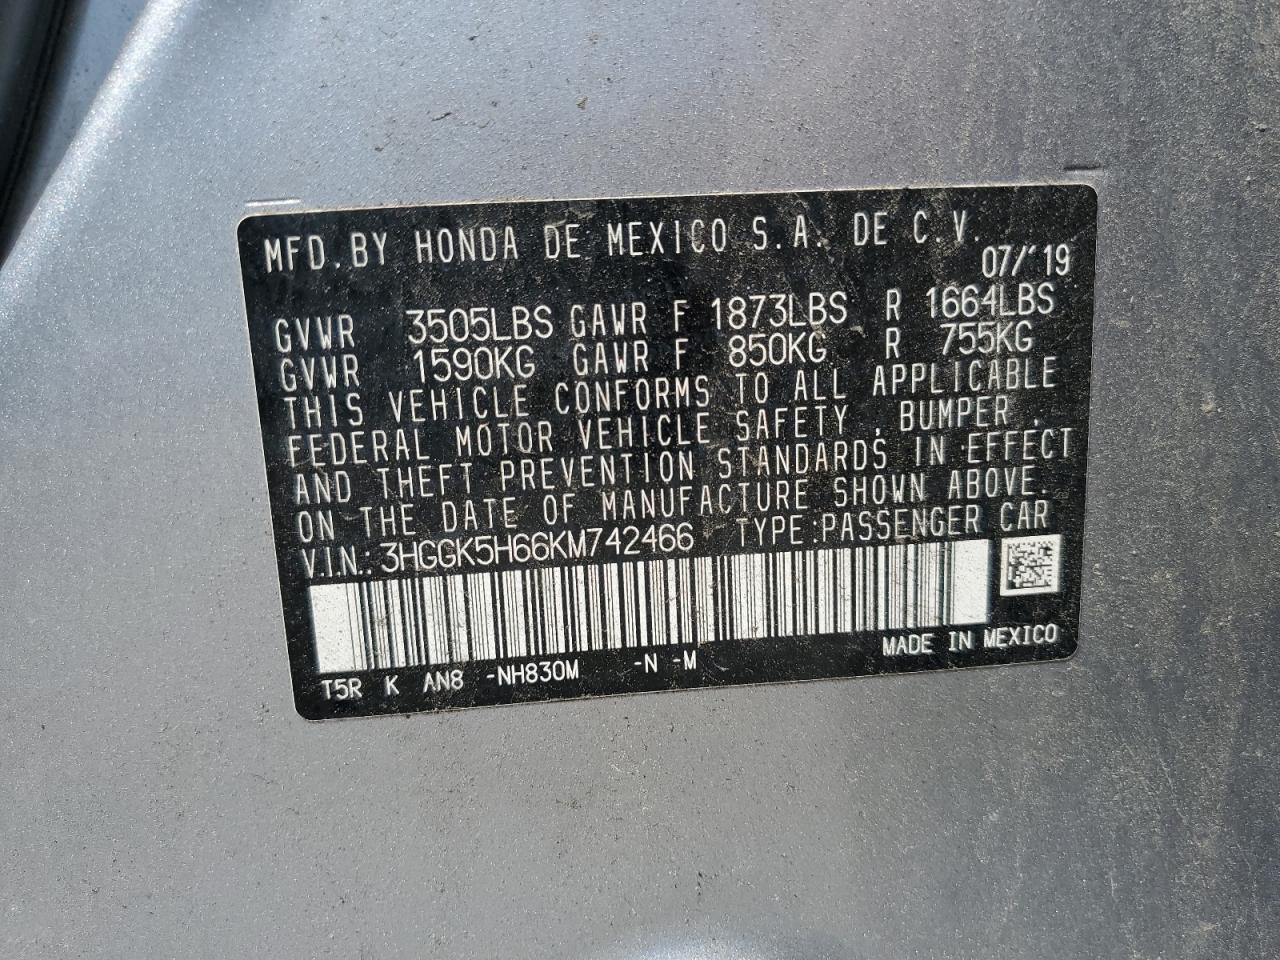 MFD. BY HONDA DE MEXICO S.A. DE C.V.
07/'19
GVWR 3505LBS GAWR F 1873LBS R 1664LBS
GVWR 1590KG GAWR F 850KG R 755KG
THIS VEHICLE CONFORMS TO ALL APPLICABLE
FEDERAL MOTOR VEHICLE SAFETY , BUMPER ,
AND THEFT PREVENTION STANDARDS IN EFFECT
ON THE DATE OF MANUFACTURE SHOWN ABOVE.
V.I.N.: 3HGGK5H66KM742466 TYPE:PASSENGER CAR
MADE IN MEXICO
T5R K AN8 -NH830M -N -M